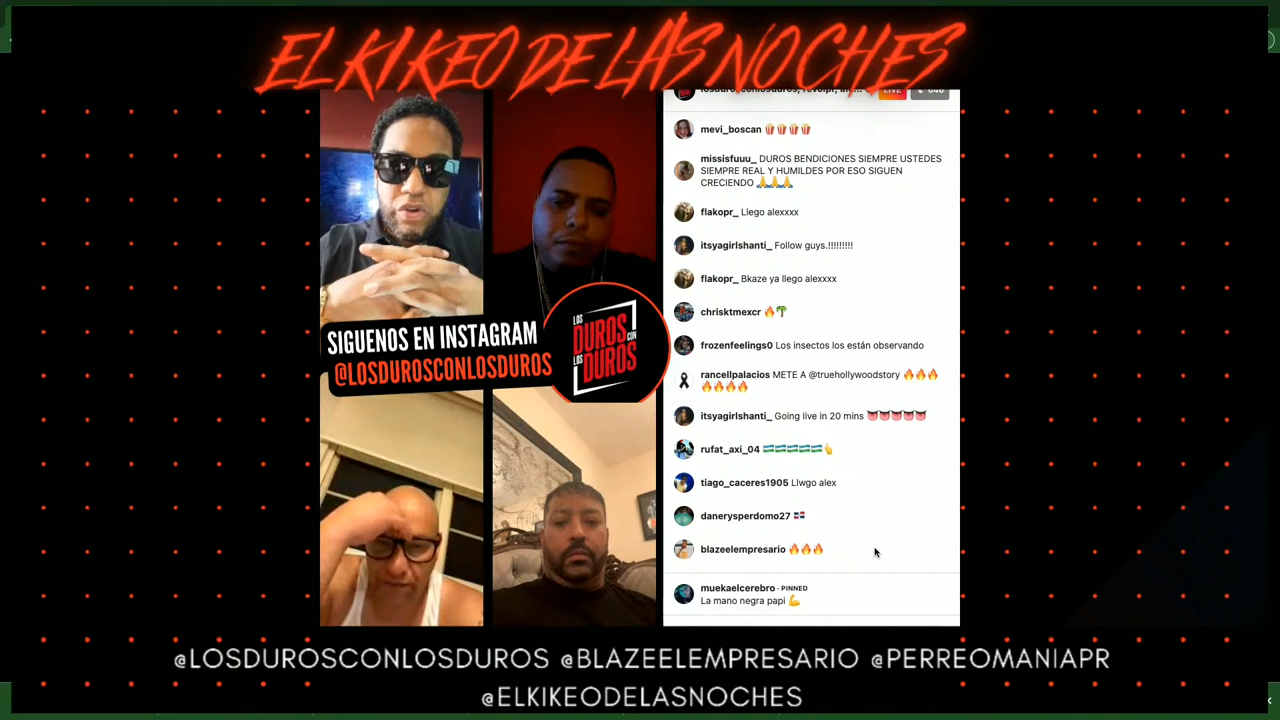 EL KIKEO DE LAS NOCHES
LIVE
mevi_boscan 🍿🍿🍿🍿
missisfuuu_ DUROS BENDICIONES SIEMPRE USTEDES
SIEMPRE REAL Y HUMILDES POR ESO SIGUEN
CRECIENDO 🙏🙏🙏
flakopr_ Llego alexxxx
itsyagirlshanti_ Follow guys.!!!!!!!!!
flakopr_ Bkaze ya llego alexxxx
chrisktmexcr 🔥🌴
frozenfeelings0 Los insectos los están observando
rancellpalacios METE A @truehollywoodstory 🔥🔥🔥
🔥🔥🔥🔥
itsyagirlshanti_ Going live in 20 mins 👅👅👅👅👅
rufat_axi_04 🇺🇿🇺🇿🇺🇿🇺🇿🇺🇿👆
tiago_caceres1905 Llwgo alex
danerysperdomo27 🇩🇴
blazeelempresario 🔥🔥🔥
muekaelcerebro · PINNED
La mano negra papi 💪
SIGUENOS EN INSTAGRAM
@LOSDUROSCONLOSDUROS
LOS
DUROS
CON
LOS
DUROS
@LOSDUROSCONLOSDUROS @BLAZEELEMPRESARIO @PERREOMANIAPR
@ELKIKEODELASNOCHES